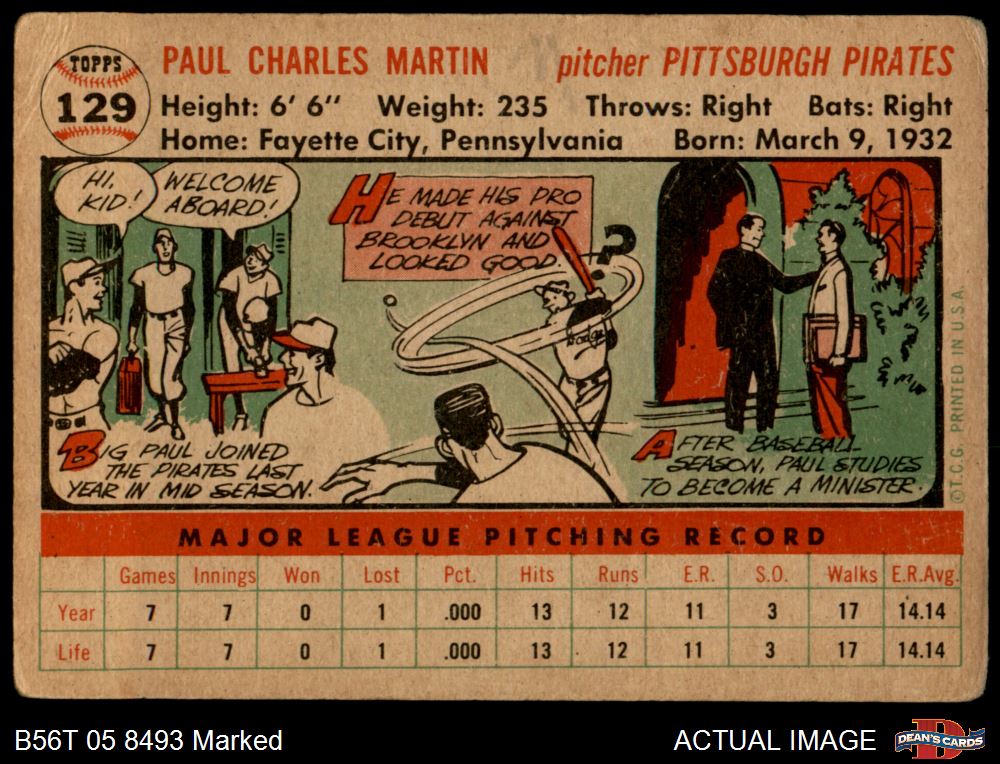 TOPPS
129
PAUL CHARLES MARTIN pitcher PITTSBURGH PIRATES
Height: 6' 6" Weight: 235 Throws: Right Bats: Right
Home: Fayette City, Pennsylvania Born: March 9, 1932
HI, KID!
WELCOME
ABOARD!
BIG PAUL JOINED
THE PIRATES LAST
YEAR IN MID SEASON.
HE MADE HIS PRO
DEBUT AGAINST
BROOKLYN AND
LOOKED GOOD.
?
Dodge
AFTER BASEBALL
SEASON, PAUL STUDIES
TO BECOME A MINISTER.
©T.C.G. PRINTED IN U.S.A.
MAJOR LEAGUE PITCHING RECORD
Games Innings Won Lost Pct. Hits Runs E.R. S.O. Walks E.R.Avg.
Year 7 7 0 1 .000 13 12 11 3 17 14.14
Life 7 7 0 1 .000 13 12 11 3 17 14.14
B56T 05 8493 Marked
ACTUAL IMAGE
DEAN'S CARDS